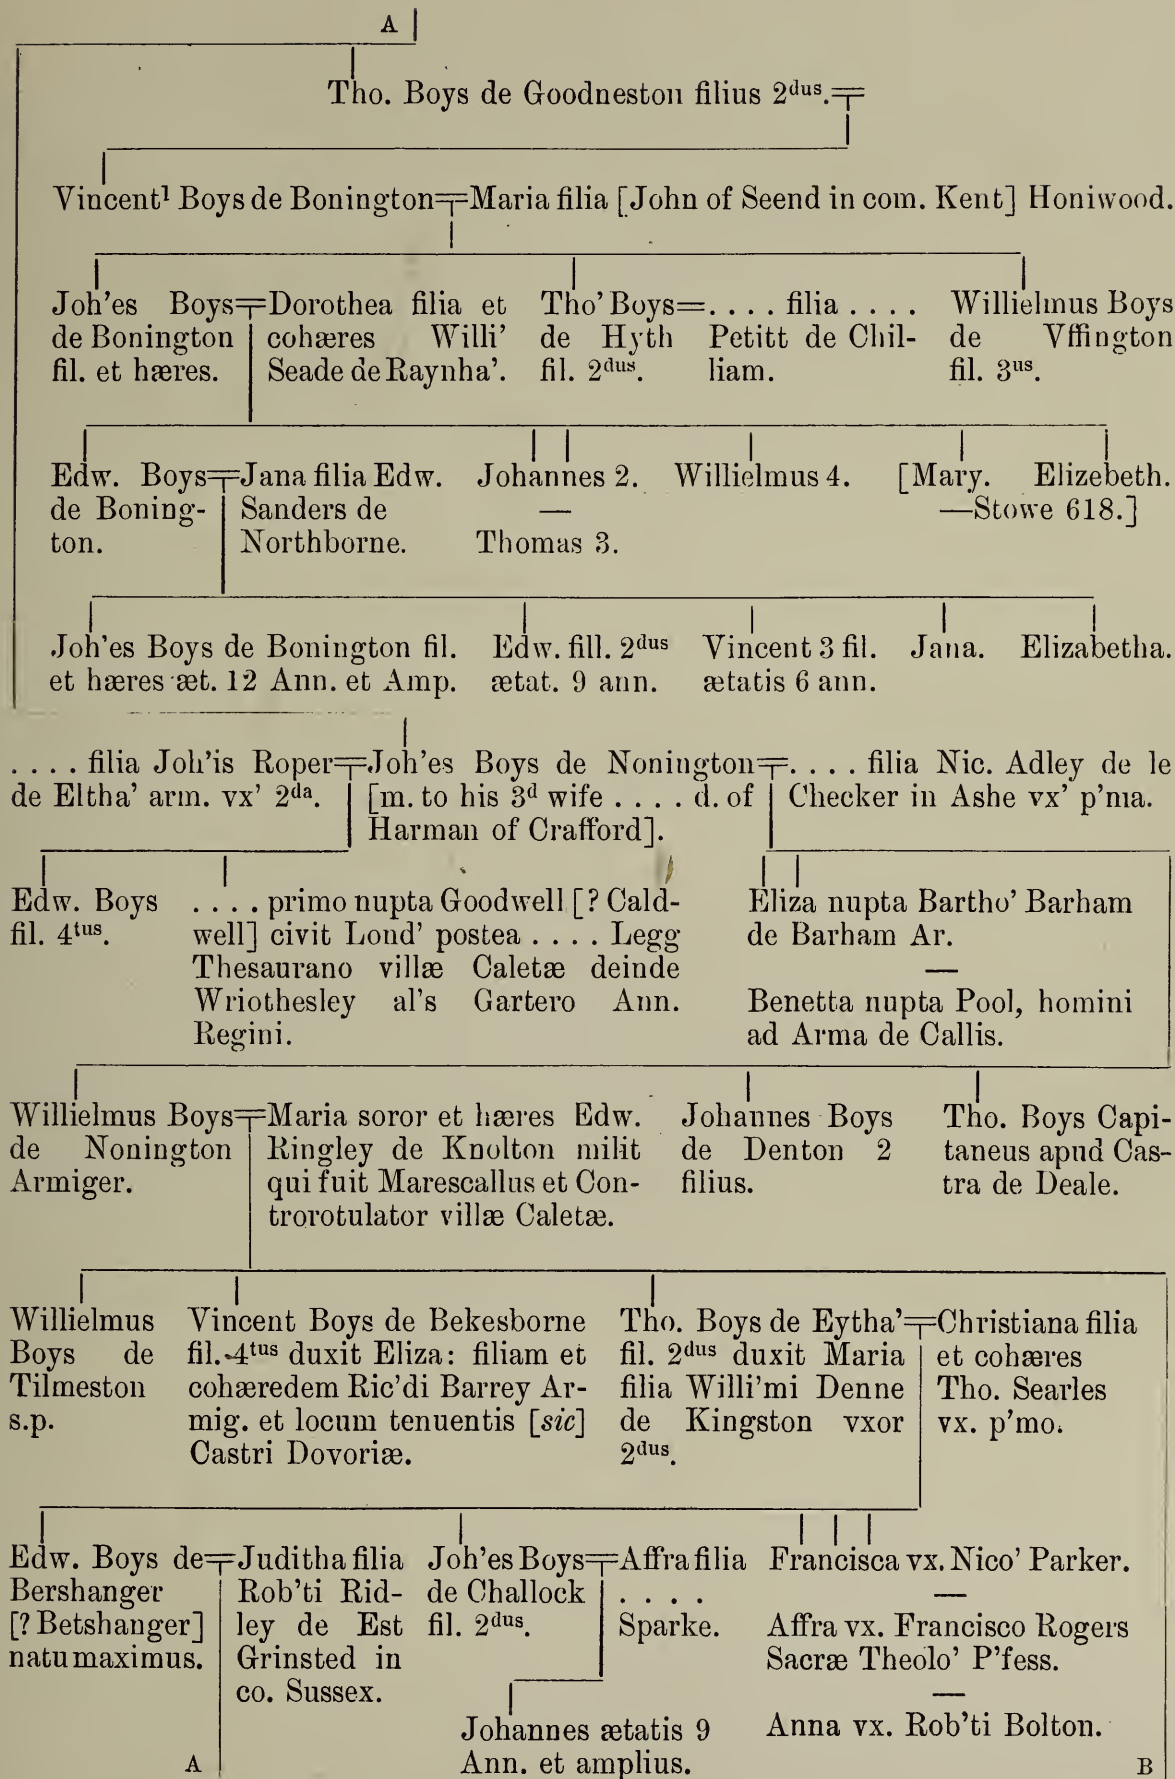 A
Tho. Boys de Goodneston filius 2dus.
Vincent1 Boys de Bonington=Maria filia [John of Seend in com. Kent] Honiwood.
Joh'es Boys
de Bonington
fil. et hæres.
=Dorothea filia et
cohæres Willi'
Seade de Raynha'.
Tho' Boys
de Hyth
fil. 2dus.
=. . . . filia . . . .
Petitt de Chil-
liam.
Willielmus Boys
de Vffington
fil. 3us.
Edw. Boys
de Boning-
ton.
=Jana filia Edw.
Sanders de
Northborne.
Johannes 2.
—
Thomas 3.
Willielmus 4.
[Mary. Elizebeth.
—Stowe 618.]
Joh'es Boys de Bonington fil.
et hæres æt. 12 Ann. et Amp.
Edw. fill. 2dus
ætat. 9 ann.
Vincent 3 fil.
ætatis 6 ann.
Jana.
Elizabetha.
. . . . filia Joh'is Roper
de Eltha' arm. vx' 2da.
=Joh'es Boys de Nonington
[m. to his 3d wife . . . . d. of
Harman of Crafford].
=. . . . filia Nic. Adley de le
Checker in Ashe vx' p'ma.
Edw. Boys
fil. 4tus.
. . . . primo nupta Goodwell [? Cald-
well] civit Lond' postea . . . . Legg
Thesaurano villæ Caletæ deinde
Wriothesley al's Gartero Ann.
Regini.
Eliza nupta Bartho' Barham
de Barham Ar.
—
Benetta nupta Pool, homini
ad Arma de Callis.
Willielmus Boys
de Nonington
Armiger.
=Maria soror et hæres Edw.
Ringley de Knolton milit
qui fuit Marescallus et Con-
trorotulator villæ Caletæ.
Johannes Boys
de Denton 2
filius.
Tho. Boys Capi-
taneus apud Cas-
tra de Deale.
Willielmus
Boys de
Tilmeston
s.p.
Vincent Boys de Bekesborne
fil. 4tus duxit Eliza: filiam et
cohæredem Ric'di Barrey Ar-
mig. et locum tenuentis [sic]
Castri Dovoriæ.
Tho. Boys de Eytha'
fil. 2dus duxit Maria
filia Willi'mi Denne
de Kingston vxor
2dus.
=Christiana filia
et cohæres
Tho. Searles
vx. p'mo.
Edw. Boys de
Bershanger
[? Betshanger]
natu maximus.
=Juditha filia
Rob'ti Rid-
ley de Est
Grinsted in
co. Sussex.
Joh'es Boys
de Challock
fil. 2dus.
=Affra filia
. . . .
Sparke.
Francisca vx. Nico' Parker.
—
Affra vx. Francisco Rogers
Sacræ Theolo' P'fess.
—
Anna vx. Rob'ti Bolton.
Johannes ætatis 9
Ann. et amplius.
A
B